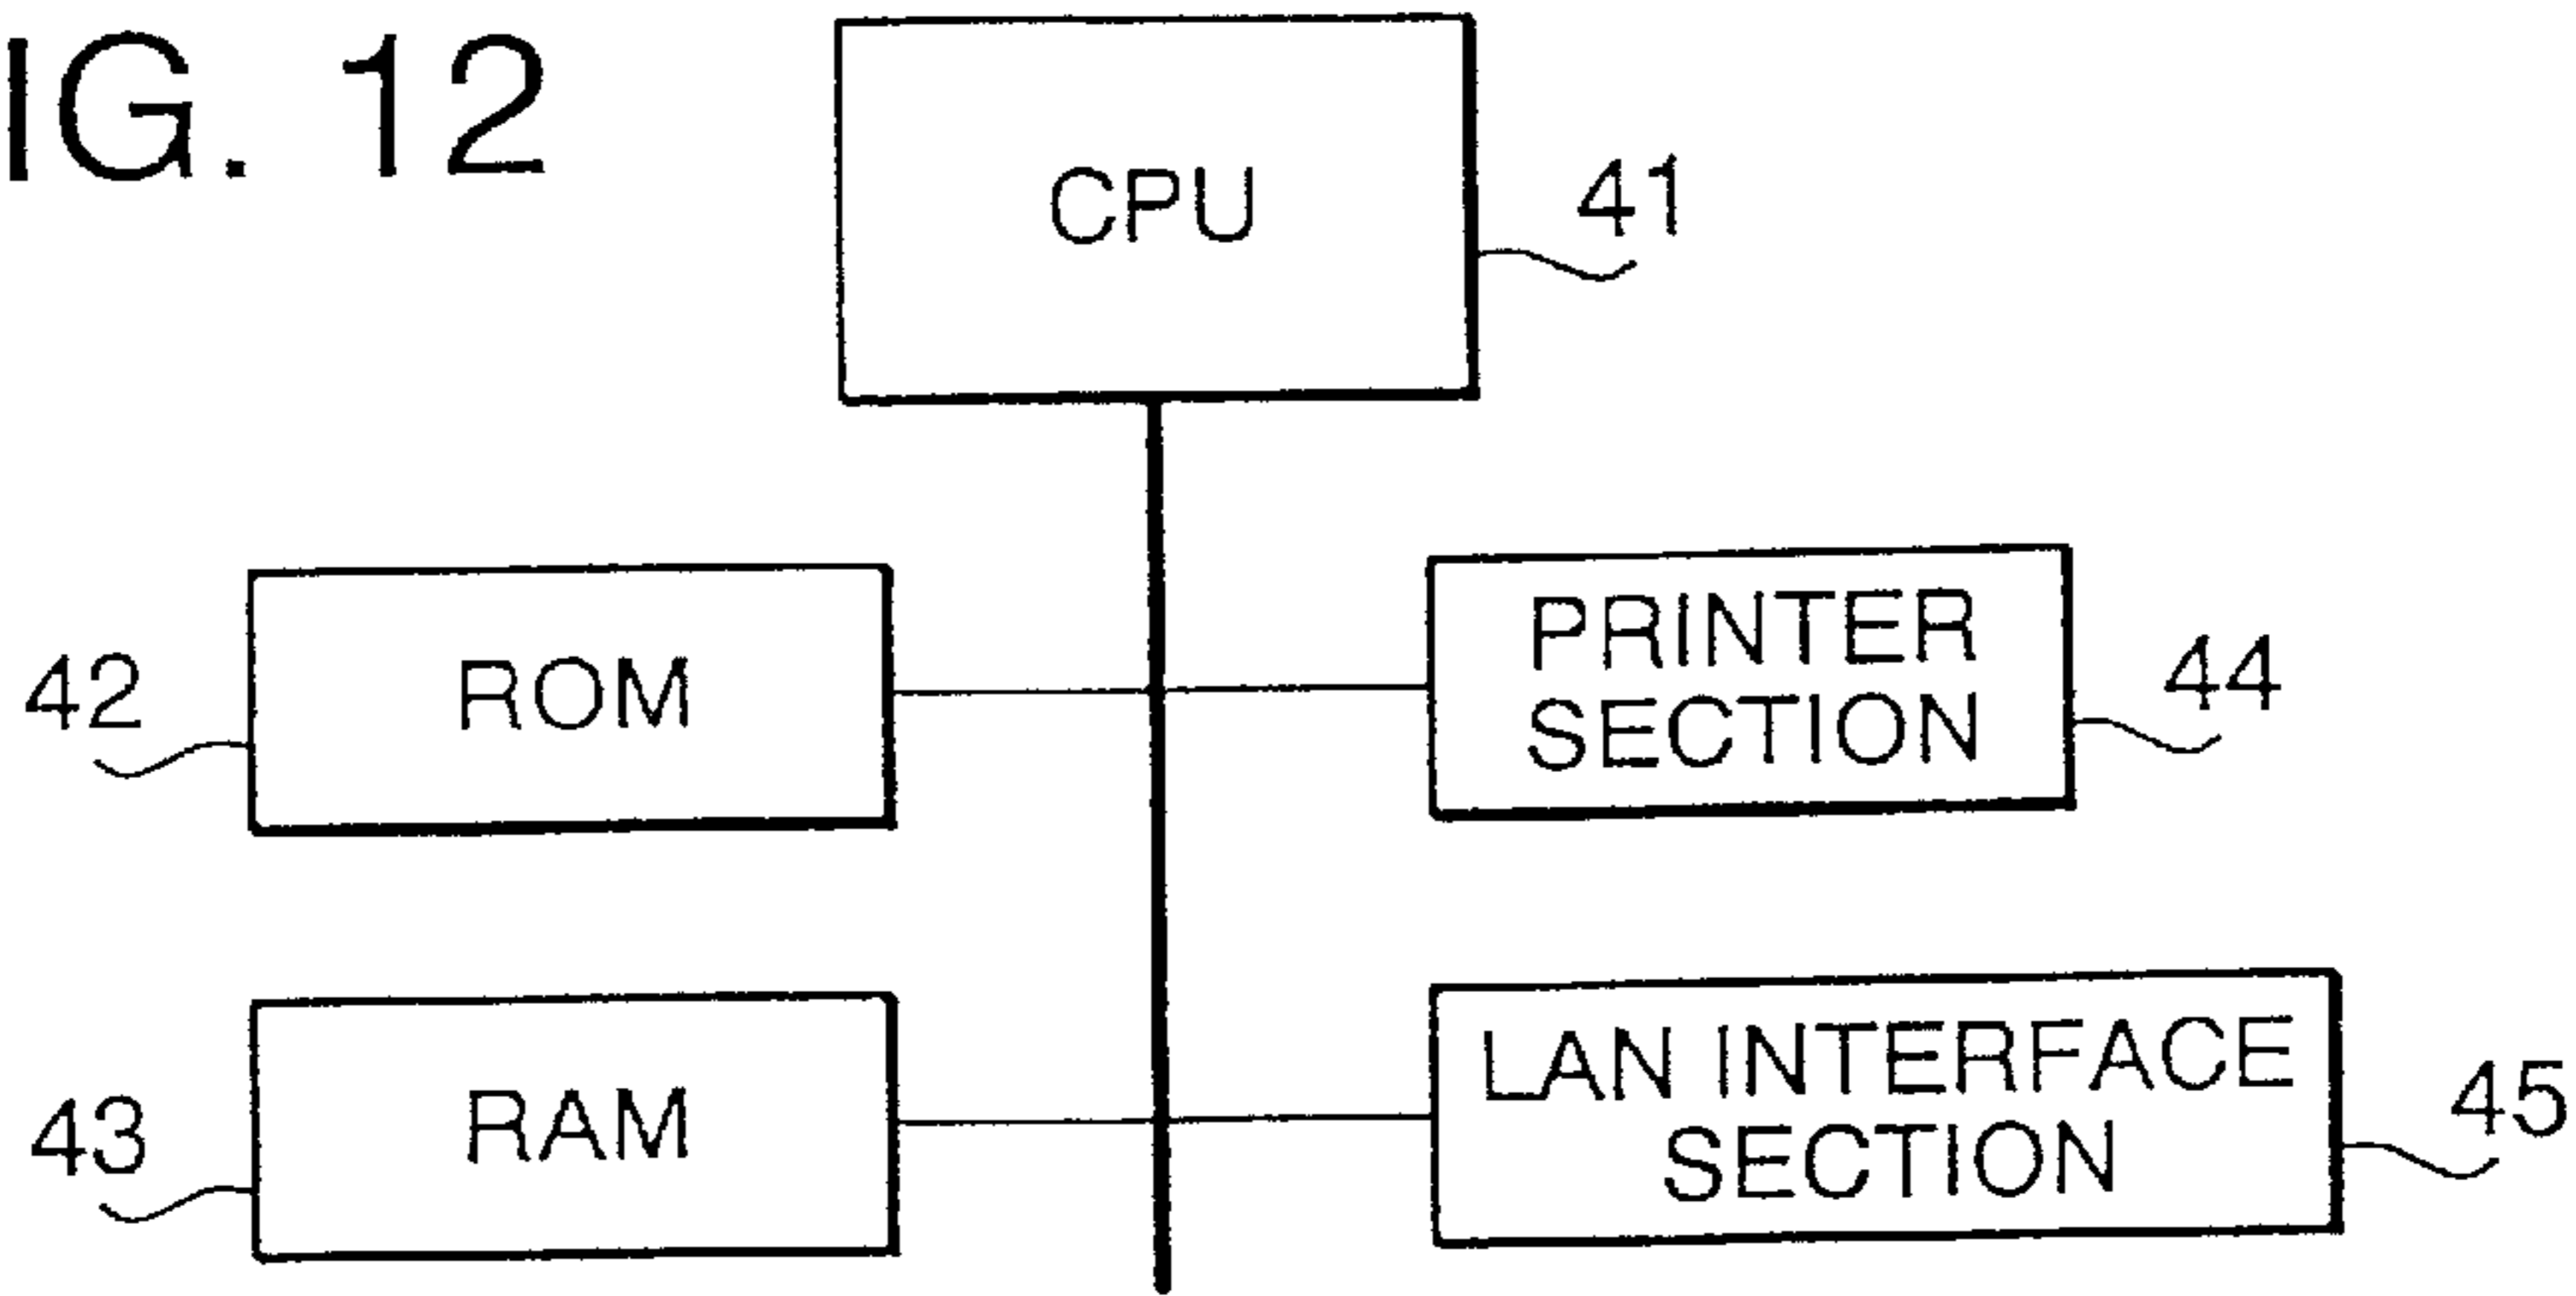 IG. 12
CPU
41
42
ROM
PRINTER
SECTION
44
43
RAM
LAN INTERFACE
SECTION
45